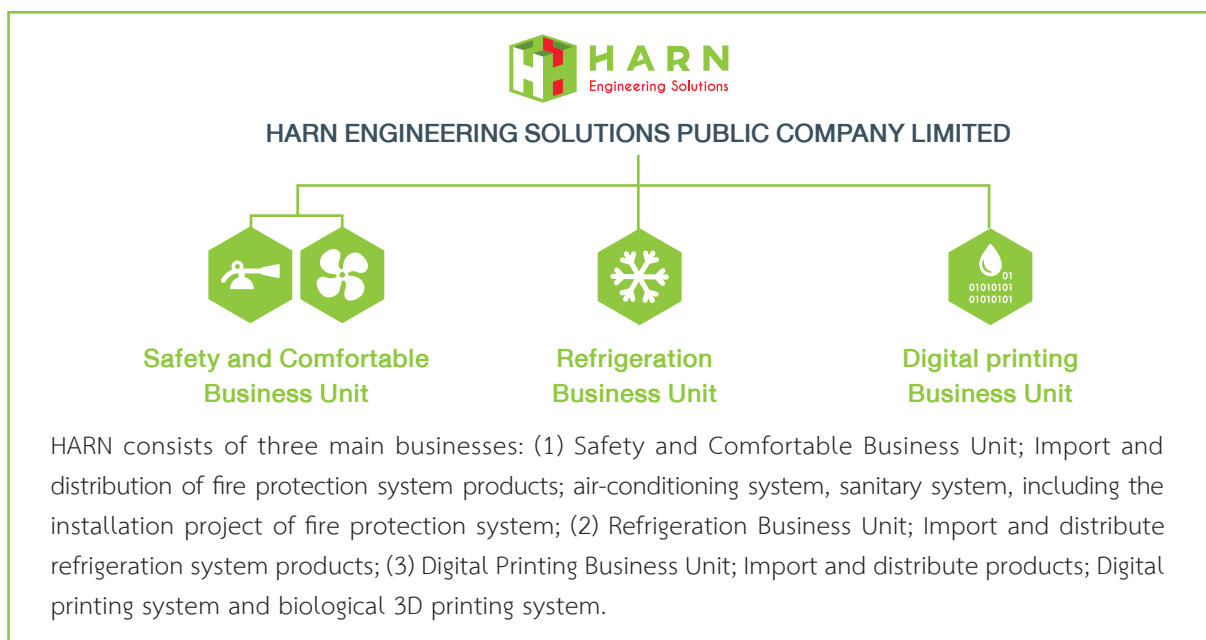 HARN
Engineering Solutions
HARN ENGINEERING SOLUTIONS PUBLIC COMPANY LIMITED
01
01010101
01010101
Safety and Comfortable
Business Unit
Refrigeration
Business Unit
Digital printing
Business Unit
HARN consists of three main businesses: (1) Safety and Comfortable Business Unit; Import and
distribution of fire protection system products; air-conditioning system, sanitary system, including the
installation project of fire protection system; (2) Refrigeration Business Unit; Import and distribute
refrigeration system products; (3) Digital Printing Business Unit; Import and distribute products; Digital
printing system and biological 3D printing system.